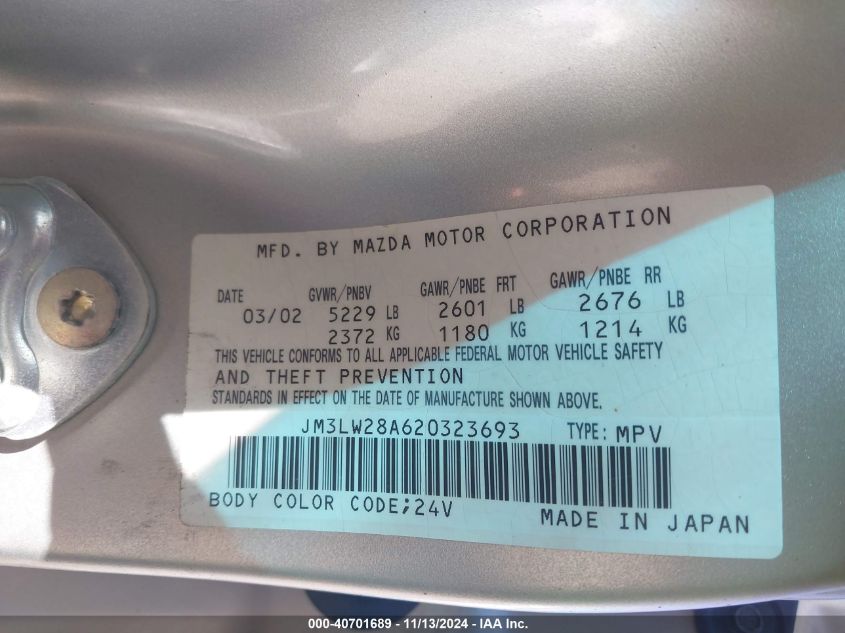 MFD. BY MAZDA MOTOR CORPORATION
DATE GVWR/PNBV GAWR/PNBE FRT GAWR/PNBE RR
03/02 5229 LB 2601 LB 2676 LB
2372 KG 1180 KG 1214 KG
THIS VEHICLE CONFORMS TO ALL APPLICABLE FEDERAL MOTOR VEHICLE SAFETY
AND THEFT PREVENTION
STANDARDS IN EFFECT ON THE DATE OF MANUFACTURE SHOWN ABOVE.
JM3LW28A620323693 TYPE: MPV
BODY COLOR CODE;24V
MADE IN JAPAN
000-40701689 - 11/13/2024 - IAAI Inc.